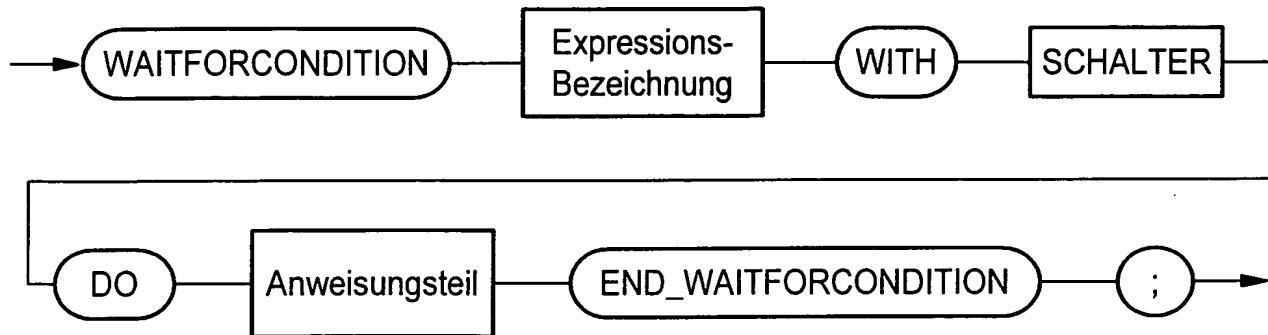 WAITFORCONDITION
Expressions-
Bezeichnung
WITH
SCHALTER
DO
Anweisungsteil
END_WAITFORCONDITION
;